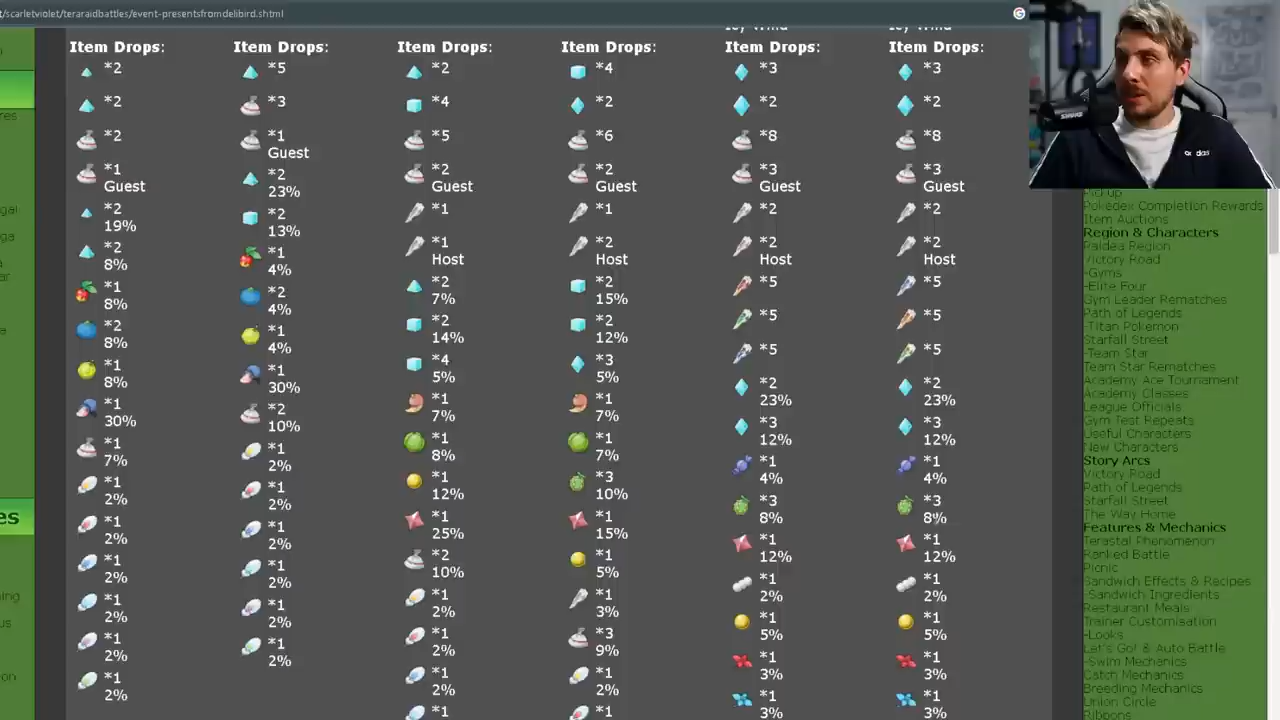 t/scarletviolet/teraraidbattles/event-presentsfromdelibird.shtml
Item Drops:
*2
*2
*2
*1
Guest
*2
19%
*2
8%
*1
8%
*2
8%
*1
8%
*1
30%
*1
7%
*1
2%
*1
2%
*1
2%
*1
2%
*1
2%
*1
2%
Item Drops:
*5
*3
*1
Guest
*2
23%
*2
13%
*1
4%
*2
4%
*1
4%
*1
30%
*2
10%
*1
2%
*1
2%
*1
2%
*1
2%
*1
2%
*1
2%
Item Drops:
*2
*4
*5
*2
Guest
*1
*1
Host
*2
7%
*2
14%
*4
5%
*1
7%
*1
8%
*1
12%
*1
25%
*2
10%
*1
2%
*1
2%
*1
2%
*1
Item Drops:
*4
*2
*6
*2
Guest
*1
*2
Host
*2
15%
*2
12%
*3
5%
*1
7%
*1
7%
*3
10%
*1
15%
*1
5%
*1
3%
*3
9%
*1
2%
*1
Icy Wind
Item Drops:
*3
*2
*8
*3
Guest
*2
*2
Host
*5
*5
*5
*2
23%
*3
12%
*1
4%
*3
8%
*1
12%
*1
2%
*1
5%
*1
3%
*1
3%
Icy Wind
Item Drops:
*3
*2
*8
*3
Guest
*2
*2
Host
*5
*5
*5
*2
23%
*3
12%
*1
4%
*3
8%
*1
12%
*1
2%
*1
5%
*1
3%
*1
3%
SHURE
adidas
Pickup
Pokédex Completion Rewards
Item Auctions
Region & Characters
Paldea Region
Victory Road
-Gyms
-Elite Four
Gym Leader Rematches
Path of Legends
-Titan Pokémon
Starfall Street
-Team Star
Team Star Rematches
Academy Ace Tournament
Academy Classes
League Officials
Gym Test Repeats
Useful Characters
New Characters
Story Arcs
Victory Road
Path of Legends
Starfall Street
The Way Home
Features & Mechanics
Terastal Phenomenon
Ranked Battle
Picnic
Sandwich Effects & Recipes
-Sandwich Ingredients
Restaurant Meals
Trainer Customisation
-Looks
Let's Go! & Auto Battle
-Swim Mechanics
Catch Mechanics
Breeding Mechanics
Union Circle
Ribbons